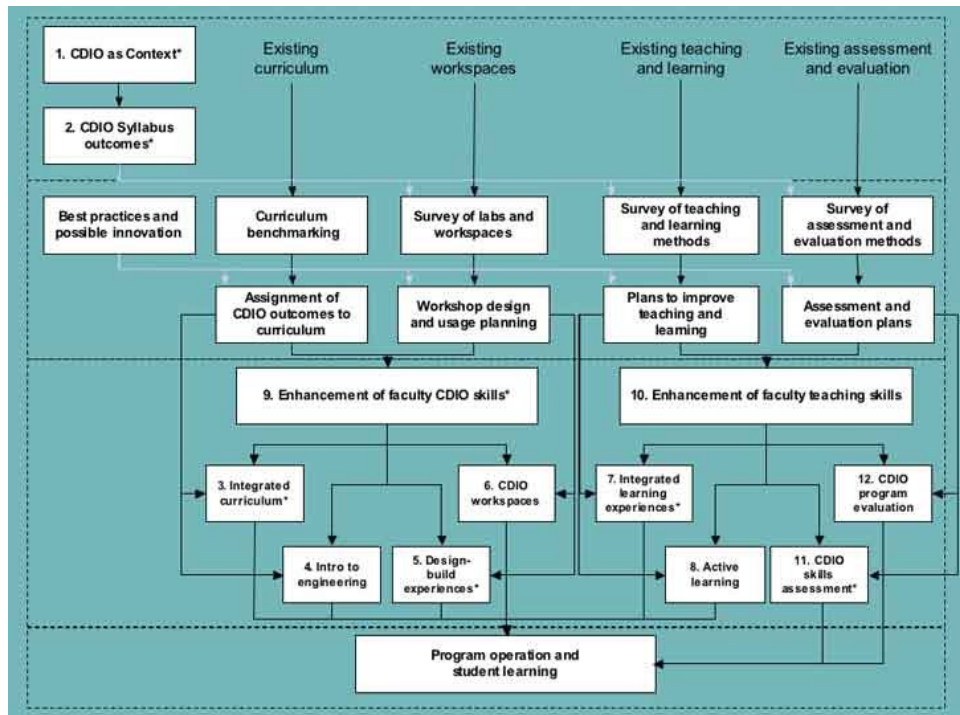 1. CDIO as Context*
Existing
curriculum
Existing
workspaces
Existing teaching
and learning
Existing assessment
and evaluation
2. CDIO Syllabus
outcomes*
Best practices and
possible innovation
Curriculum
benchmarking
Survey of labs and
workspaces
Survey of teaching
and learning
methods
Survey of
assessment and
evaluation methods
Assignment of
CDIO outcomes to
curriculum
Workshop design
and usage planning
Plans to improve
teaching and
learning
Assessment and
evaluation plans
9. Enhancement of faculty CDIO skills*
10. Enhancement of faculty teaching skills
3. Integrated
curriculum*
6. CDIO
workspaces
7. Integrated
learning
experiences*
12. CDIO
program
evaluation
4. Intro to
engineering
5. Design-
build
experiences*
8. Active
learning
11. CDIO
skills
assessment*
Program operation and
student learning